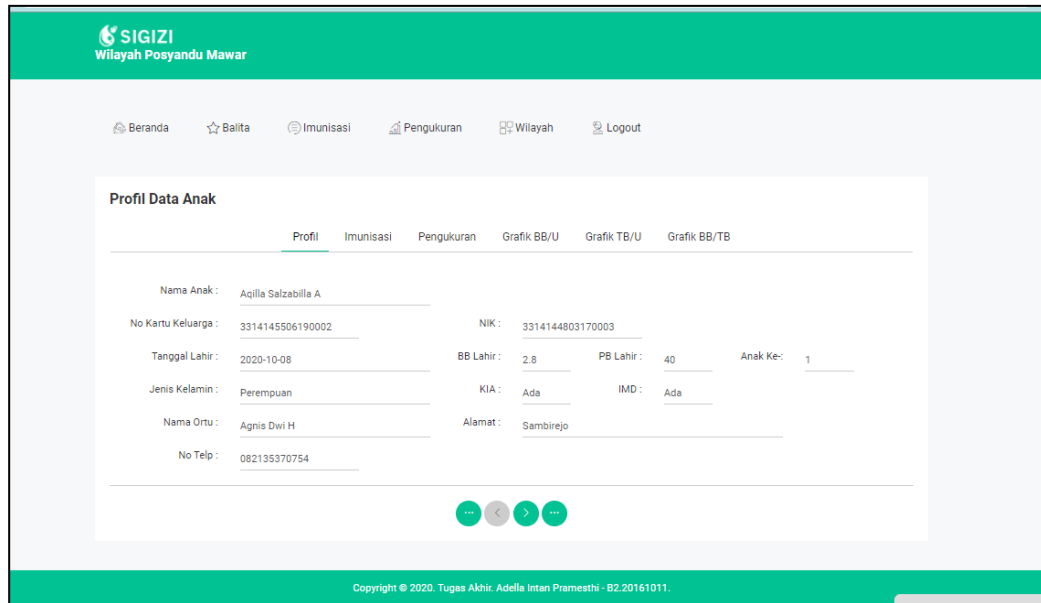 SIGIZI
Wilayah Posyandu Mawar
Beranda Balita Imunisasi Pengukuran Wilayah Logout
Profil Data Anak
Profil Imunisasi Pengukuran Grafik BB/U Grafik TB/U Grafik BB/TB
Nama Anak : Aqilla Salzabilla A
No Kartu Keluarga : 3314145506190002 NIK : 3314144803170003
Tanggal Lahir : 2020-10-08 BB Lahir : 2.8 PB Lahir : 40 Anak Ke-: 1
Jenis Kelamin : Perempuan KIA : Ada IMD : Ada
Nama Ortu : Agnis Dwi H Alamat : Sambirejo
No Telp : 082135370754
Copyright © 2020. Tugas Akhir. Adella Intan Pramesthi - B2.20161011.